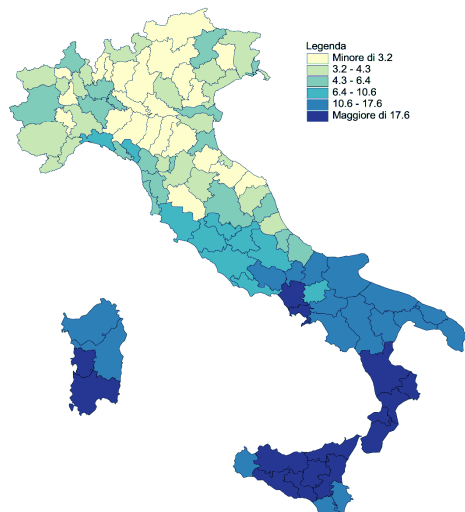 Legenda
Minore di 3.2
3.2 - 4.3
4.3 - 6.4
6.4 - 10.6
10.6 - 17.6
Maggiore di 17.6